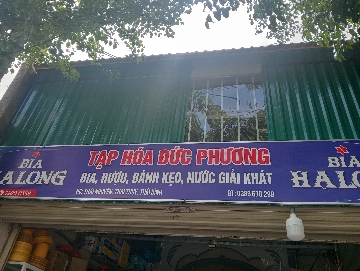 BIA
HALONG
TẠP HÓA ĐỨC PHƯƠNG
BIA, RƯỢU, BÁNH KẸO, NƯỚC GIẢI KHÁT
BIA
HALONG